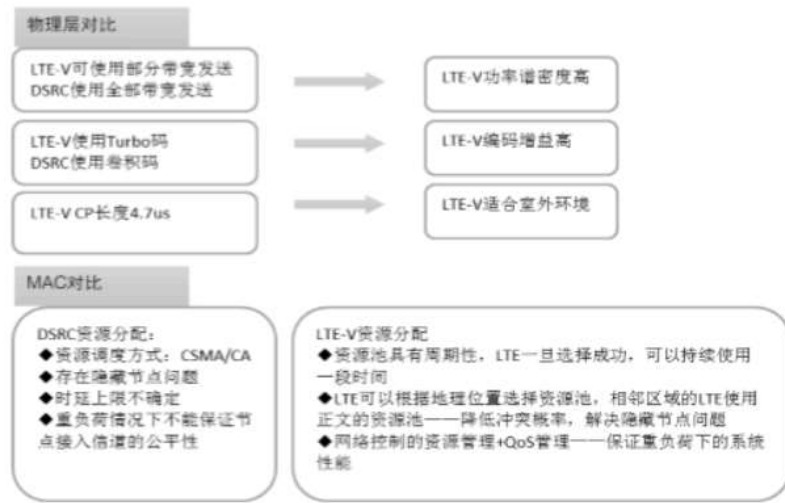 物理层对比
LTE-V可使用部分带宽发送
DSRC使用全部带宽发送
LTE-V功率谱密度高
LTE-V使用Turbo码
DSRC使用卷积码
LTE-V编码增益高
LTE-V CP长度4.7us
LTE-V适合室外环境
MAC对比
DSRC资源分配：
◆资源调度方式：CSMA/CA
◆存在隐藏节点问题
◆时延上限不确定
◆重负荷情况下不能保证节
点接入信道的公平性
LTE-V资源分配
◆资源池具有周期性，LTE一旦选择成功，可以持续使用
一段时间
◆LTE可以根据地理位置选择资源池，相邻区域的LTE使用
正文的资源池——降低冲突概率，解决隐藏节点问题
◆网络控制的资源管理+QoS管理——保证重负荷下的系统
性能